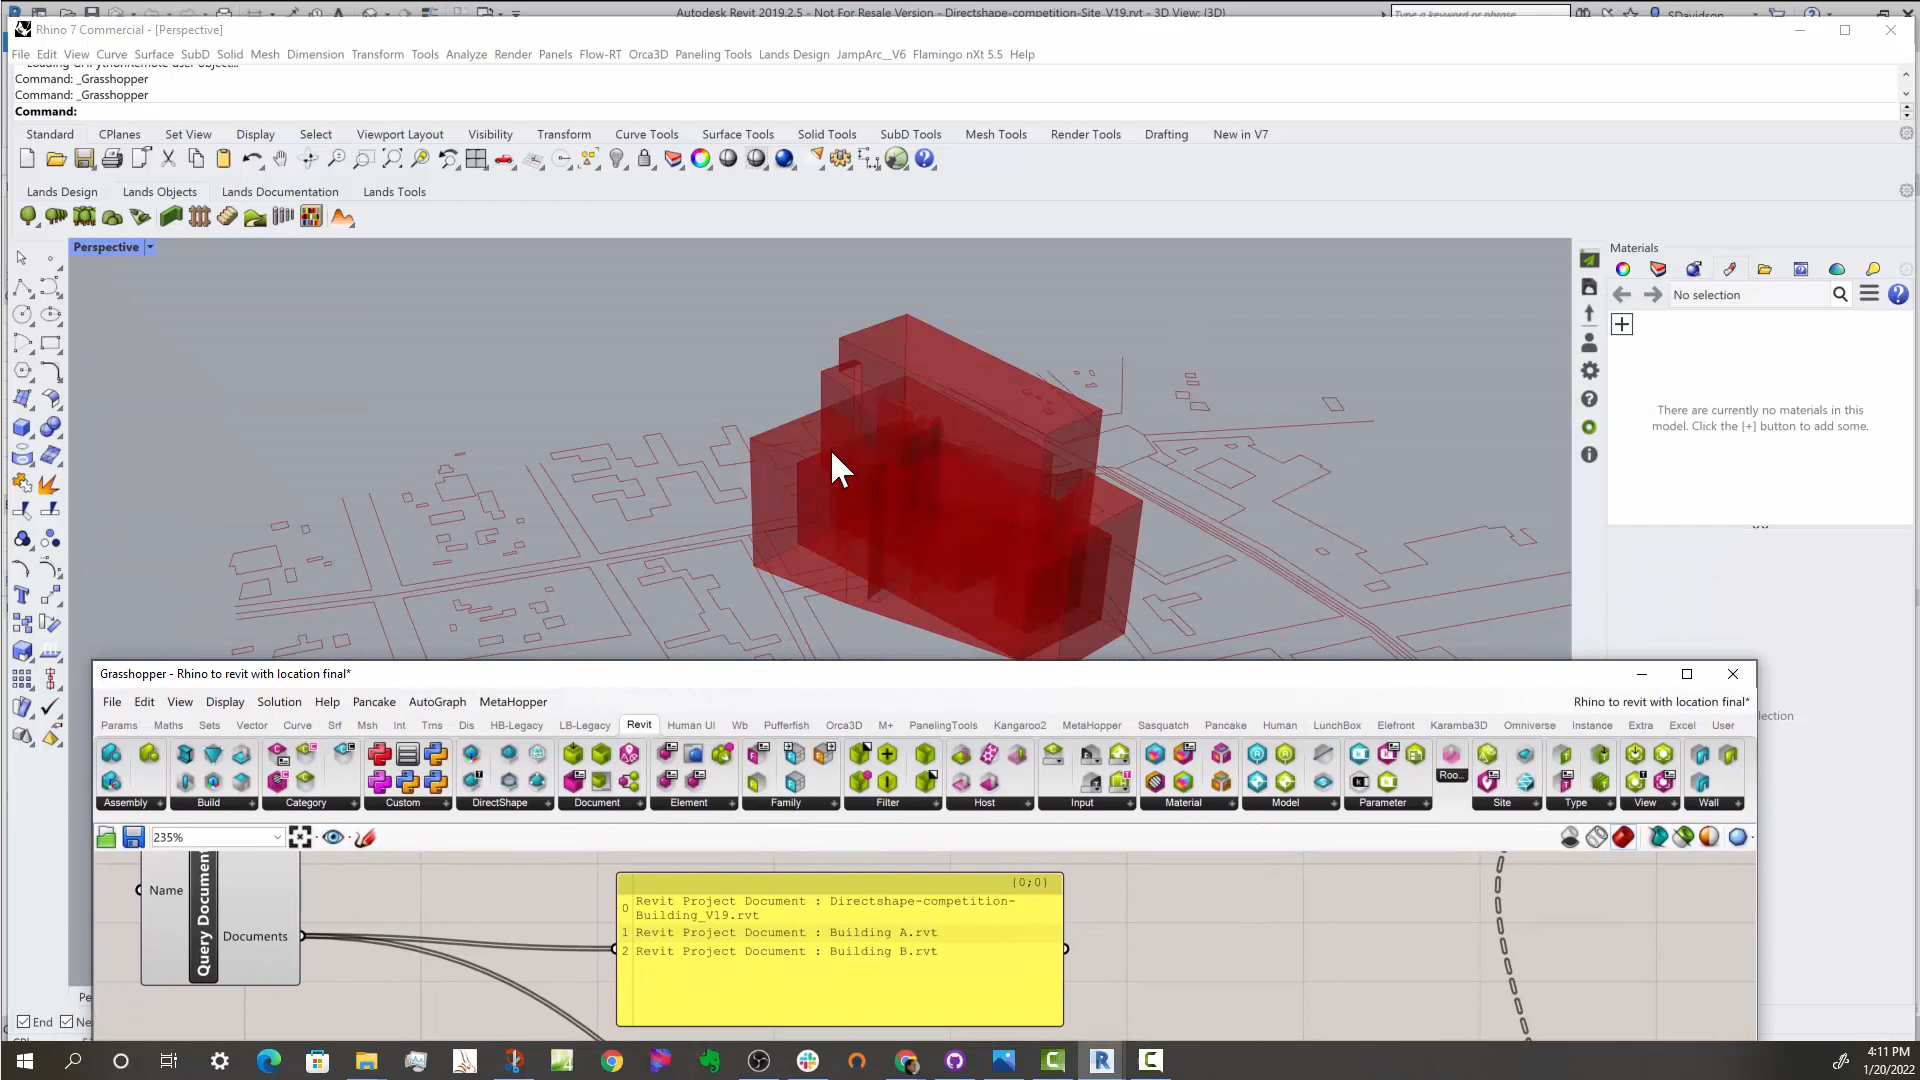 Autodesk Revit 2019.2.5 - Not For Resale Version - Directshape-competition-Site_V19.rvt - 3D View: {3D}
Type a keyword or phrase
SDavidson
Rhino 7 Commercial - [Perspective]
File Edit View Curve Surface SubD Solid Mesh Dimension Transform Tools Analyze Render Panels Flow-RT Orca3D Paneling Tools Lands Design JampArc_V6 Flamingo nXt 5.5 Help
Command: _Grasshopper
Command: _Grasshopper
Command:
Standard CPlanes Set View Display Select Viewport Layout Visibility Transform Curve Tools Surface Tools Solid Tools SubD Tools Mesh Tools Render Tools Drafting New in V7
Lands Design Lands Objects Lands Documentation Lands Tools
Perspective
Materials
No selection
There are currently no materials in this
model. Click the [+] button to add some.
Grasshopper - Rhino to revit with location final*
File Edit View Display Solution Help Pancake AutoGraph MetaHopper
Rhino to revit with location final*
Params Maths Sets Vector Curve Srf Msh Int Trns Dis HB-Legacy LB-Legacy Revit Human UI Wb Pufferfish Orca3D M+ PanelingTools Kangaroo2 MetaHopper Sasquatch Pancake Human LunchBox Elefront Karamba3D Omniverse Instance Extra Excel User
Roo...
Assembly Build Category Custom DirectShape Document Element Family Filter Host Input Material Model Parameter Site Type View Wall
235%
Name
Query Document
Documents
{0;0}
0 Revit Project Document : Directshape-competition-
Building_V19.rvt
1 Revit Project Document : Building A.rvt
2 Revit Project Document : Building B.rvt
End
4:11 PM
1/20/2022